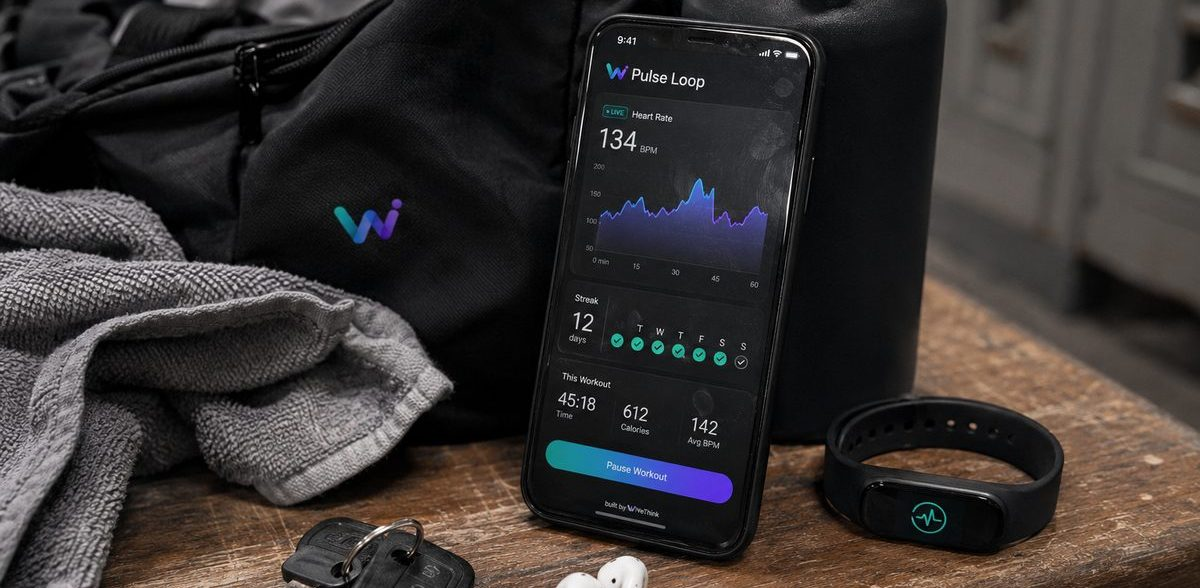 9:41
Pulse Loop
LIVE Heart Rate
134 BPM
200
150
100
50
0 min 15 30 45 60
Streak
12
days
T W T F S S
This Workout
45:18
Time
612
Calories
142
Avg BPM
Pause Workout
built by WiveThink